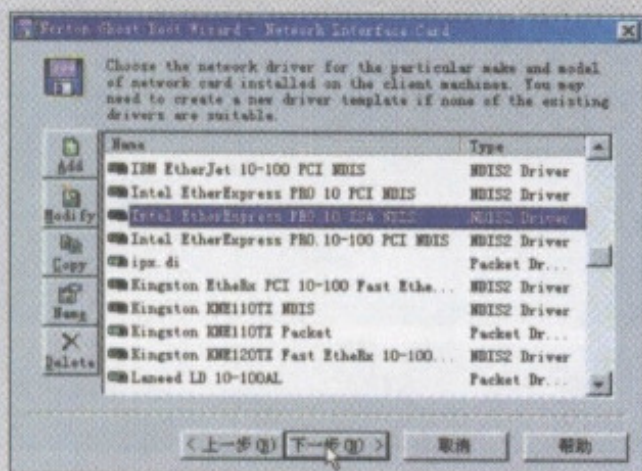 Norton Ghost Boot Wizard - Network Interface Card
Choose the network driver for the particular make and model
of network card installed on the client machines. You may
need to create a new driver template if none of the existing
drivers are suitable.
Name Type
Add
Modify
Copy
Delete
IBM EtherJet 10-100 PCI NDIS NDIS2 Driver
Intel EtherExpress PRO 10 PCI NDIS NDIS2 Driver
Intel EtherExpress PRO 10 ISA NDIS NDIS2 Driver
Intel EtherExpress PRO.10-100 PCI NDIS NDIS2 Driver
ipx.di Packet Dr...
Kingston EtheRx PCI 10-100 Fast Ethe... NDIS2 Driver
Kingston KNE110TX NDIS NDIS2 Driver
Kingston KNE110TX Packet Packet Dr...
Kingston KNE120TX Fast EtheRx 10-100... NDIS2 Driver
Laneed LD 10-100AL Packet Dr...
< 上一步(B) 下一步(N) > 取消 帮助